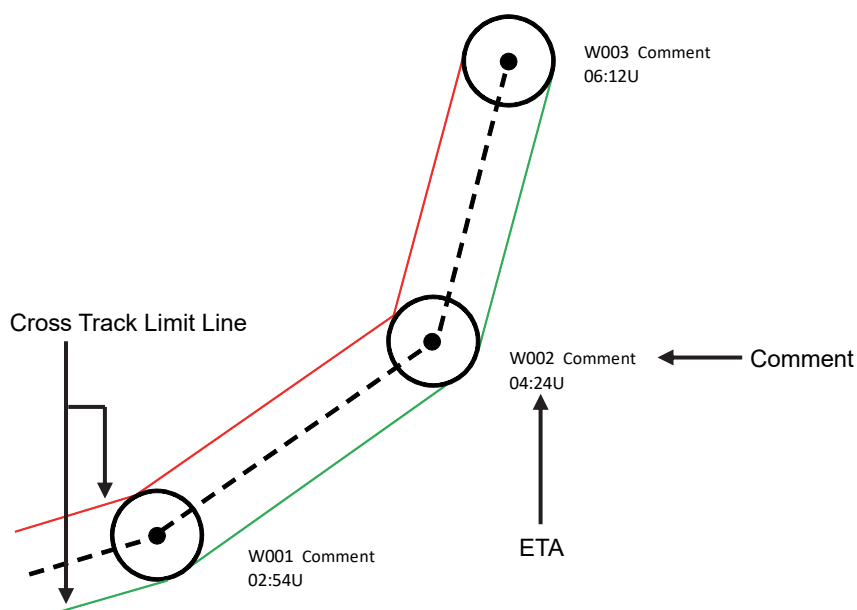 W003 Comment
06:12U
Cross Track Limit Line
W002 Comment
04:24U
Comment
ETA
W001 Comment
02:54U